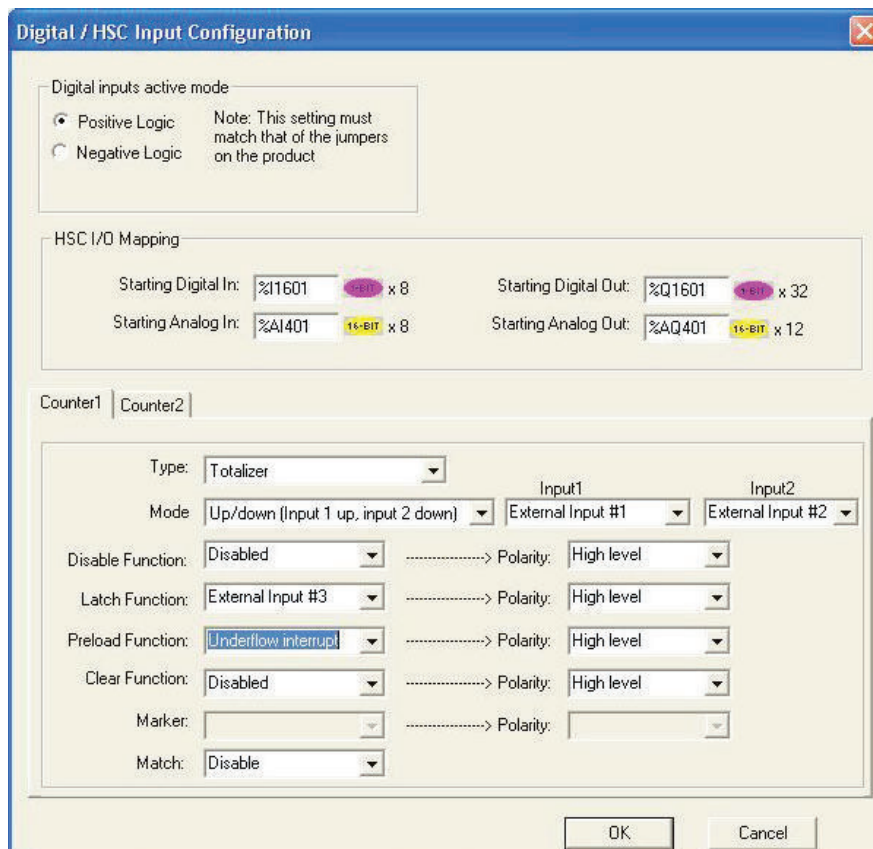 Digital / HSC Input Configuration
Digital inputs active mode
Positive Logic
Negative Logic
Note: This setting must
match that of the jumpers
on the product
HSC I/O Mapping
Starting Digital In: %I1601 1-BIT x 8
Starting Digital Out: %Q1601 1-BIT x 32
Starting Analog In: %AI401 16-BIT x 8
Starting Analog Out: %AQ401 16-BIT x 12
Counter1 Counter2
Type: Totalizer
Input1 Input2
Mode Up/down (Input 1 up, input 2 down) External Input #1 External Input #2
Disable Function: Disabled ----------------> Polarity: High level
Latch Function: External Input #3 ----------------> Polarity: High level
Preload Function: Underflow interrupt ----------------> Polarity: High level
Clear Function: Disabled ----------------> Polarity: High level
Marker: ----------------> Polarity:
Match: Disable
OK Cancel